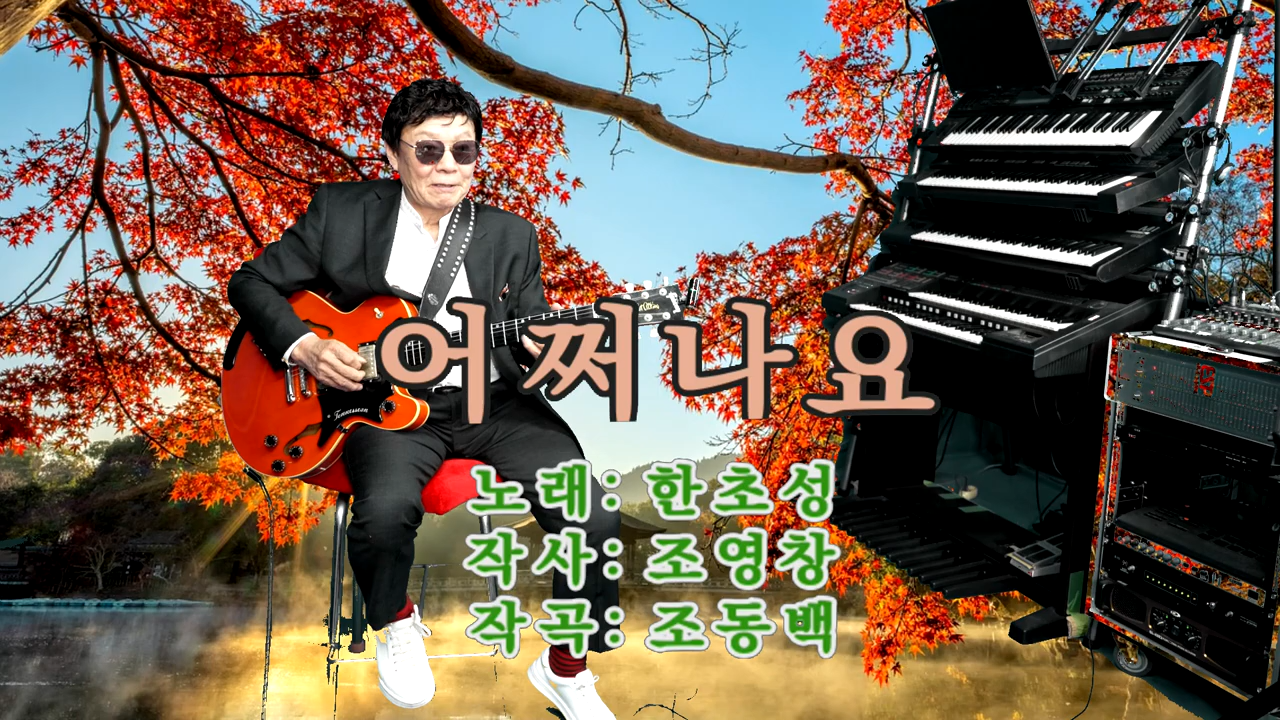 어쩌나요
노래: 한초성
작사: 조영창
작곡: 조동백
Tennessean